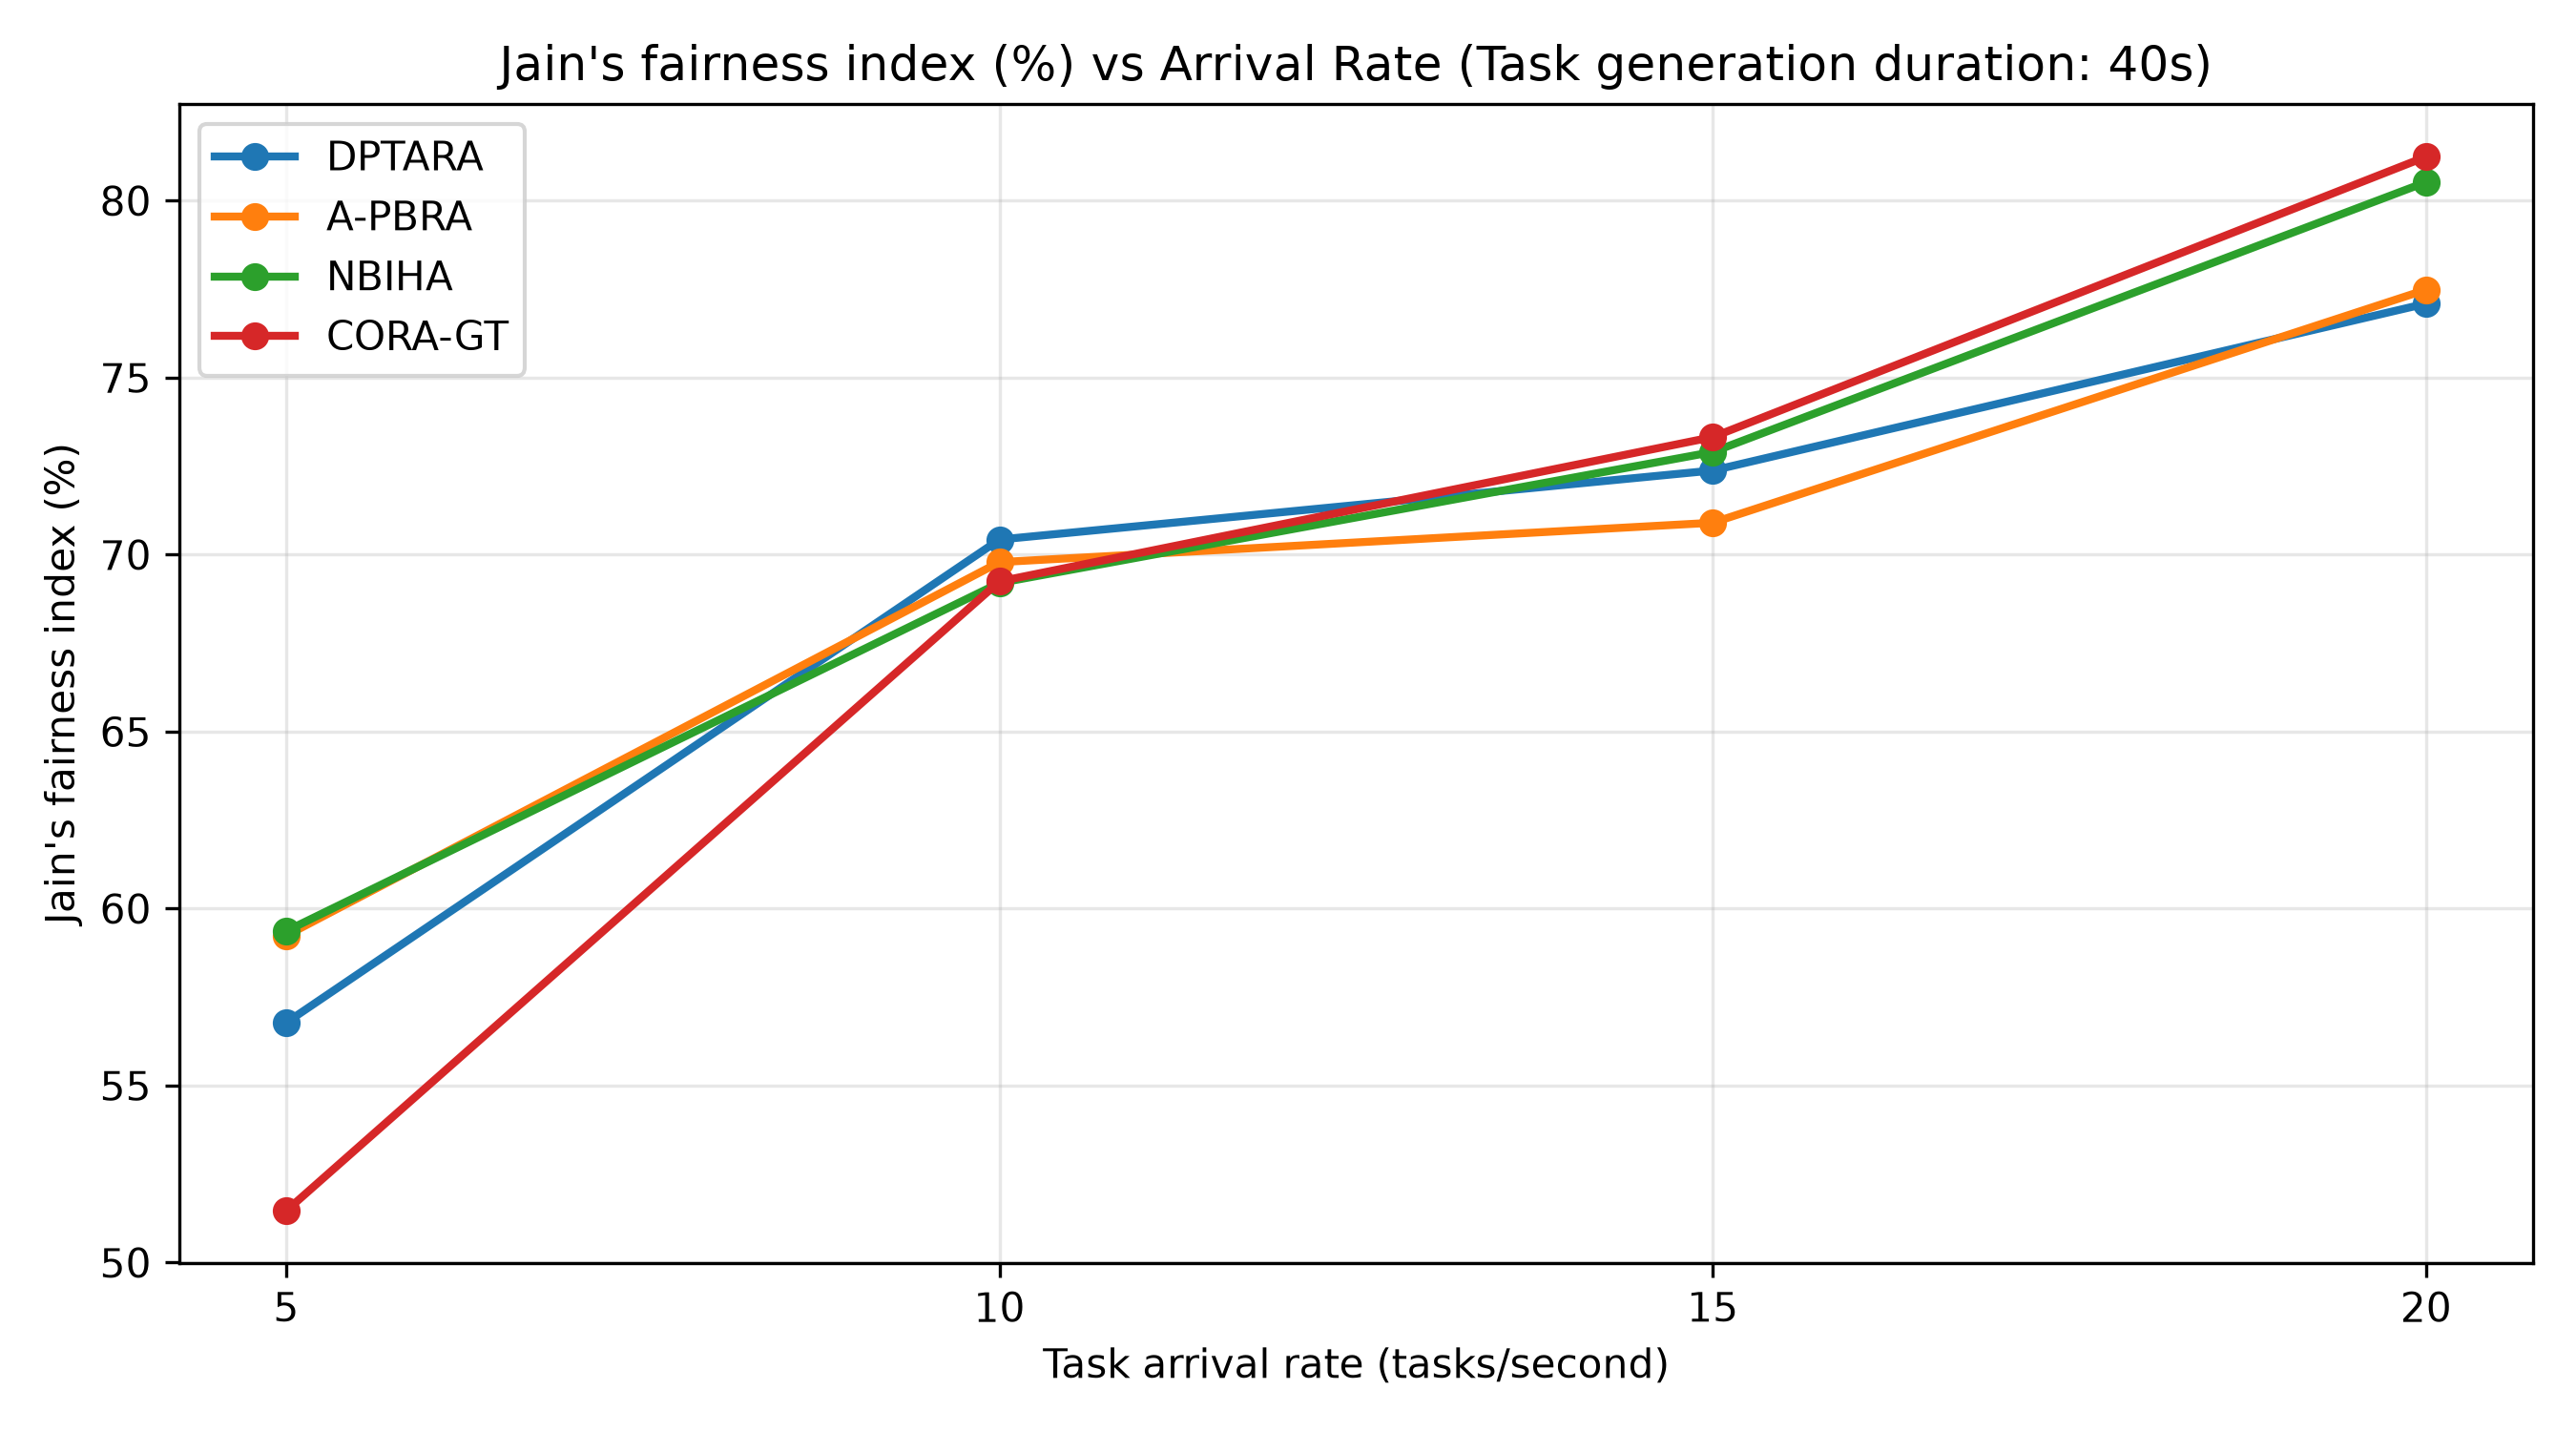 Jain's fairness index (%) vs Arrival Rate (Task generation duration: 40s)
DPTARA
A-PBRA
NBIHA
CORA-GT
Jain's fairness index (%)
80
75
70
65
60
55
50
5 10 15 20
Task arrival rate (tasks/second)